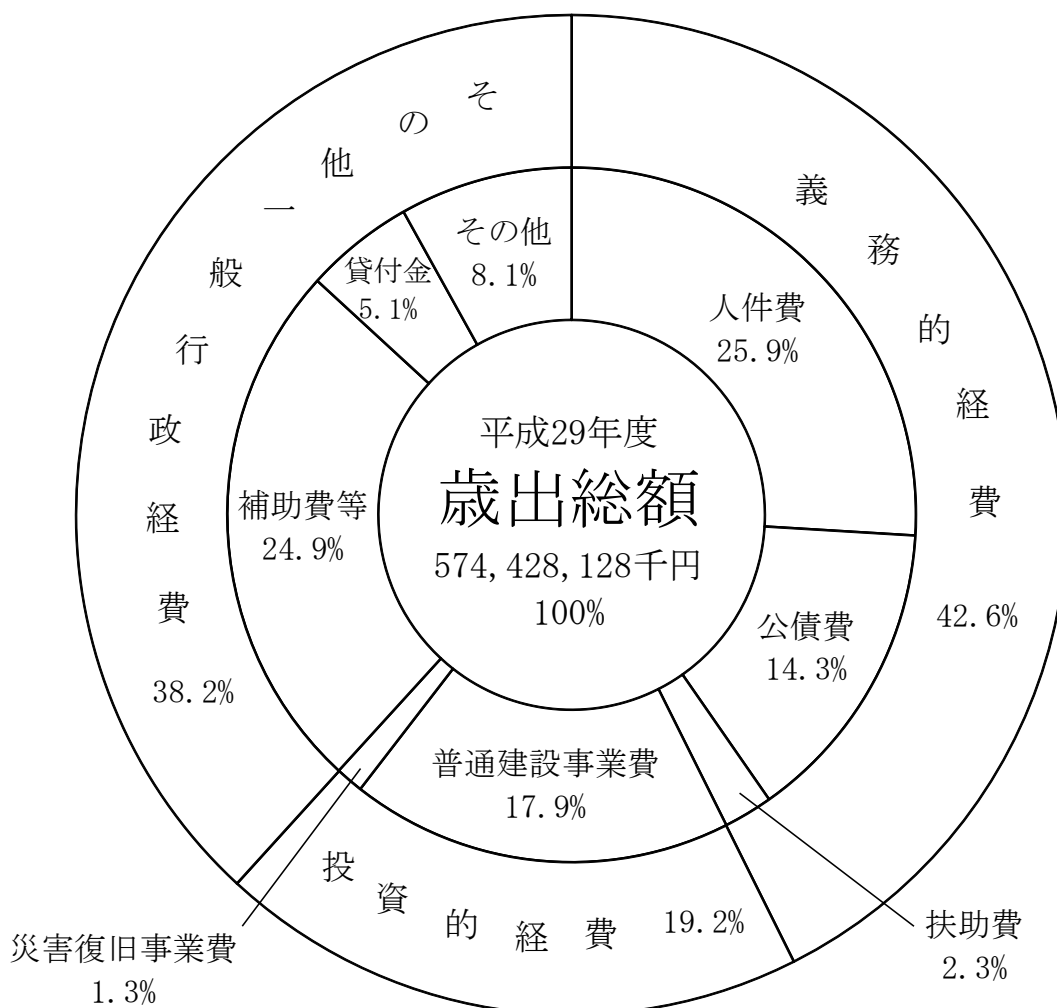 平成29年度
歳出総額
574,428,128千円
100%
義務的経費
42.6%
人件費
25.9%
公債費
14.3%
扶助費
2.3%
投資的経費
19.2%
普通建設事業費
17.9%
災害復旧事業費
1.3%
その他一般行政経費
38.2%
補助費等
24.9%
貸付金
5.1%
その他
8.1%